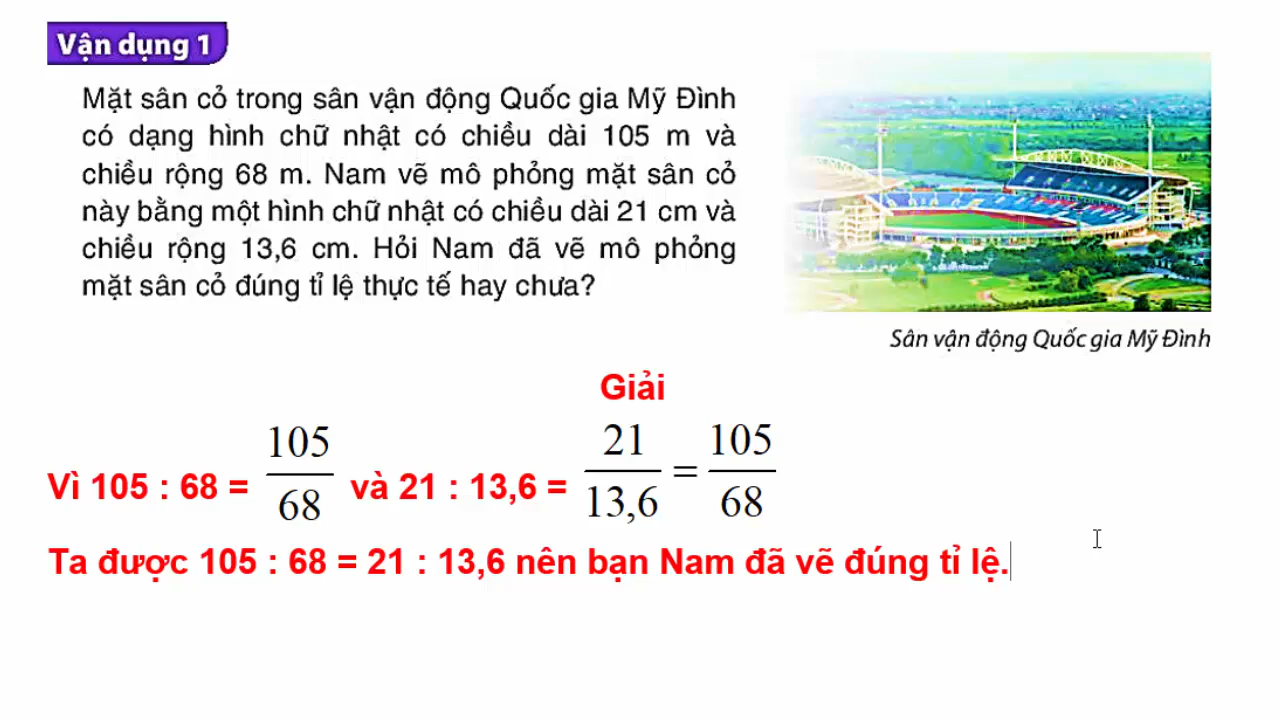 Vận dụng 1
Mặt sân cỏ trong sân vận động Quốc gia Mỹ Đình
có dạng hình chữ nhật có chiều dài 105 m và
chiều rộng 68 m. Nam vẽ mô phỏng mặt sân cỏ
này bằng một hình chữ nhật có chiều dài 21 cm và
chiều rộng 13,6 cm. Hỏi Nam đã vẽ mô phỏng
mặt sân cỏ đúng tỉ lệ thực tế hay chưa?
Sân vận động Quốc gia Mỹ Đình
Giải
Vì 105 : 68 = 105/68 và 21 : 13,6 = 21/13,6 = 105/68
Ta được 105 : 68 = 21 : 13,6 nên bạn Nam đã vẽ đúng tỉ lệ.